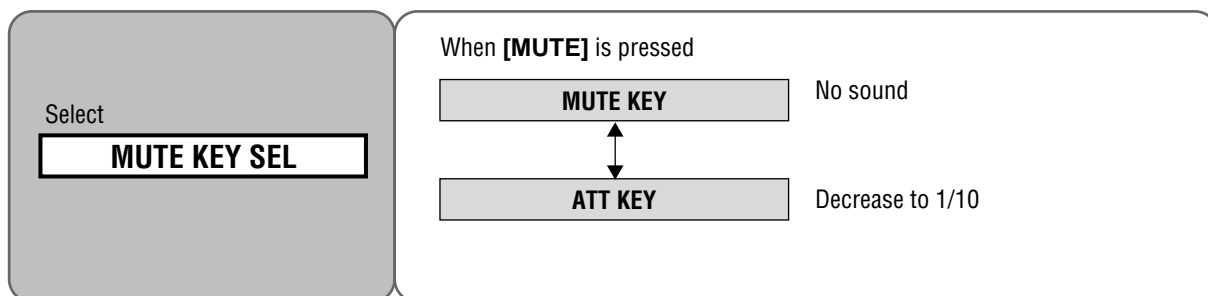 Select
MUTE KEY SEL
When [MUTE] is pressed
MUTE KEY
No sound
ATT KEY
Decrease to 1/10